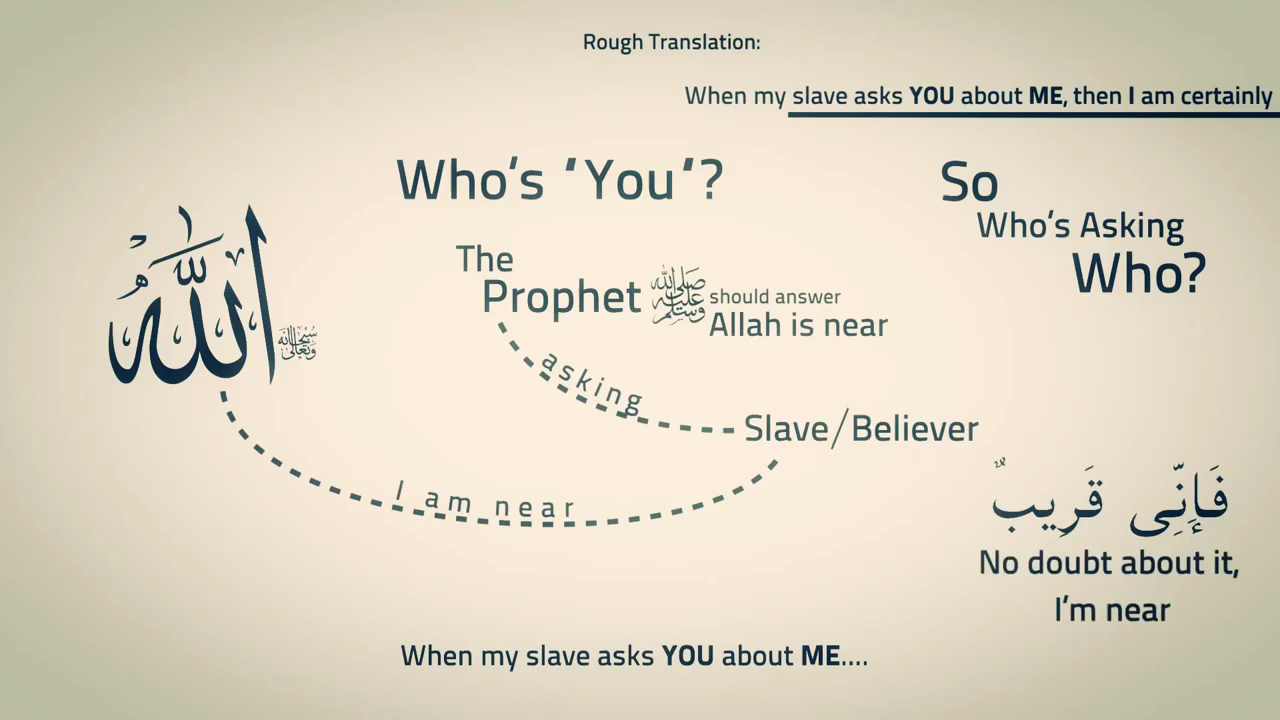 Rough Translation:
When my slave asks YOU about ME, then I am certainly
Who's 'You'?
So
Who's Asking
Who?
الله
سبحانه وتعالى
The
Prophet صلى الله عليه وسلم should answer
Allah is near
asking
Slave/Believer
I am near
فَإِنِّى قَرِيبٌ ۖ
No doubt about it,
I'm near
When my slave asks YOU about ME....